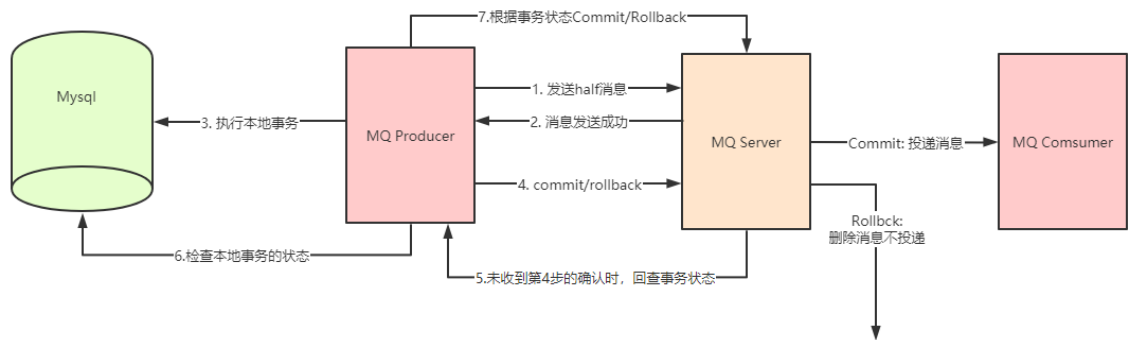 7.根据事务状态Commit/Rollback
Mysql
1. 发送half消息
3. 执行本地事务
MQ Producer
2. 消息发送成功
MQ Server
Commit: 投递消息
MQ Comsumer
4. commit/rollback
Rollbck:
删除消息不投递
6.检查本地事务的状态
5.未收到第4步的确认时，回查事务状态